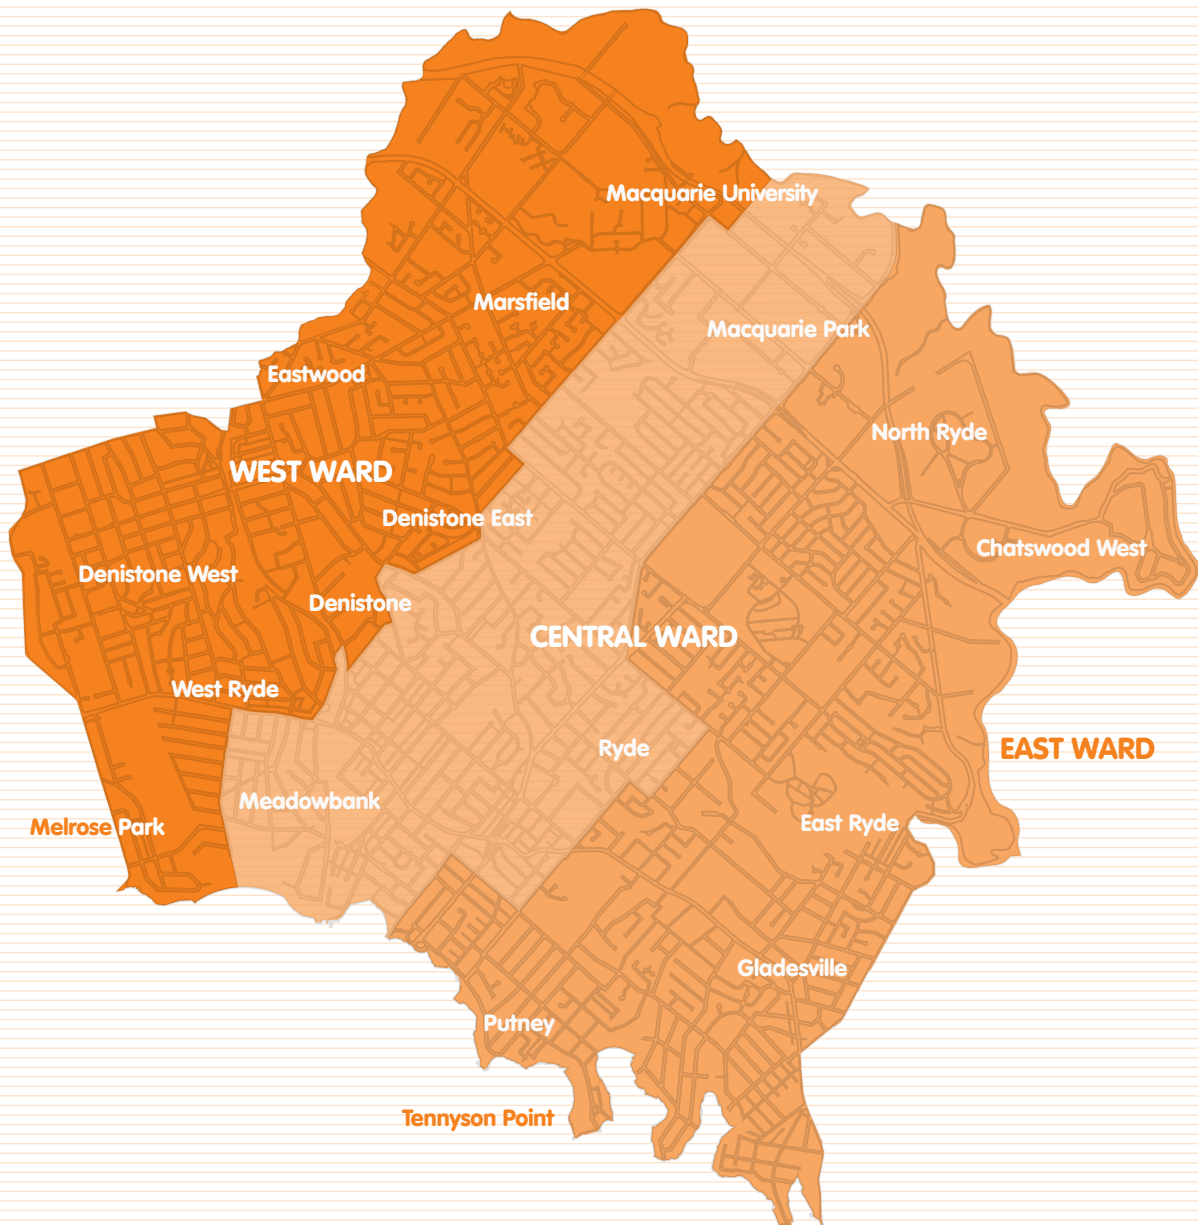 Macquarie University
Marsfield
Macquarie Park
Eastwood
North Ryde
WEST WARD
Denistone East
Chatswood West
Denistone West
Denistone
CENTRAL WARD
West Ryde
Ryde
EAST WARD
Meadowbank
Melrose Park
East Ryde
Gladesville
Putney
Tennyson Point